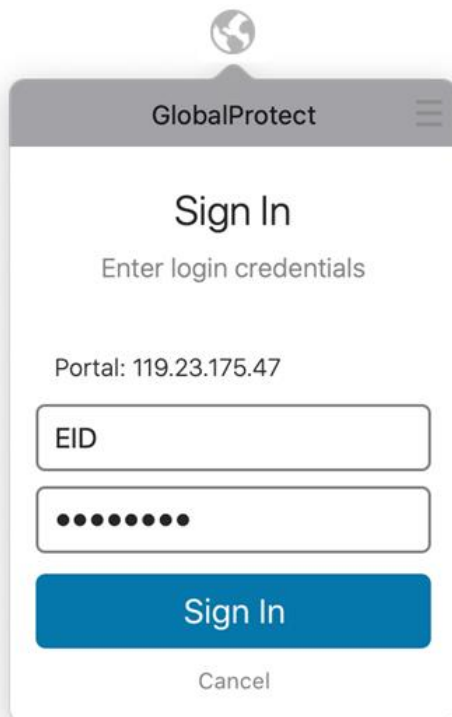 GlobalProtect
Sign In
Enter login credentials
Portal: 119.23.175.47
EID
••••••••
Sign In
Cancel